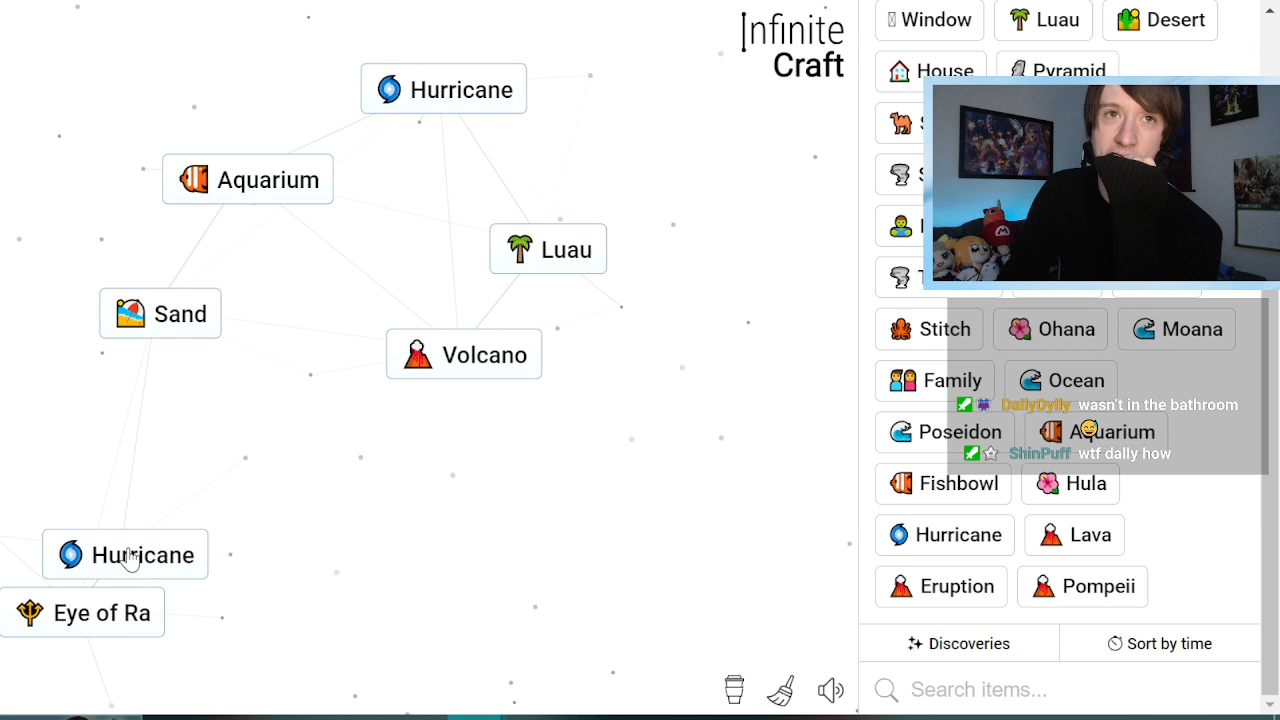 Infinite
Craft
Hurricane
Aquarium
Luau
Sand
Volcano
Hurricane
Eye of Ra
Window
Luau
Desert
House
Pyramid
Stitch
Ohana
Moana
Family
Ocean
DailyDylly wasn't in the bathroom
Poseidon
Aquarium
ShinPuff wtf dally how
Fishbowl
Hula
Hurricane
Lava
Eruption
Pompeii
Discoveries
Sort by time
Search items...